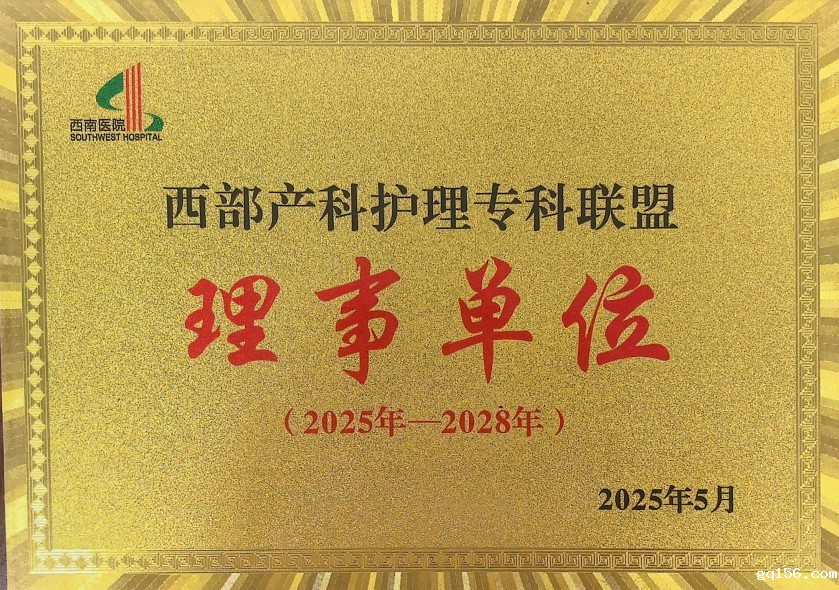 西南医院
SOUTHWEST HOSPITAL
西部产科护理专科联盟
理事单位
（2025年—2028年）
2025年5月
gq156.com